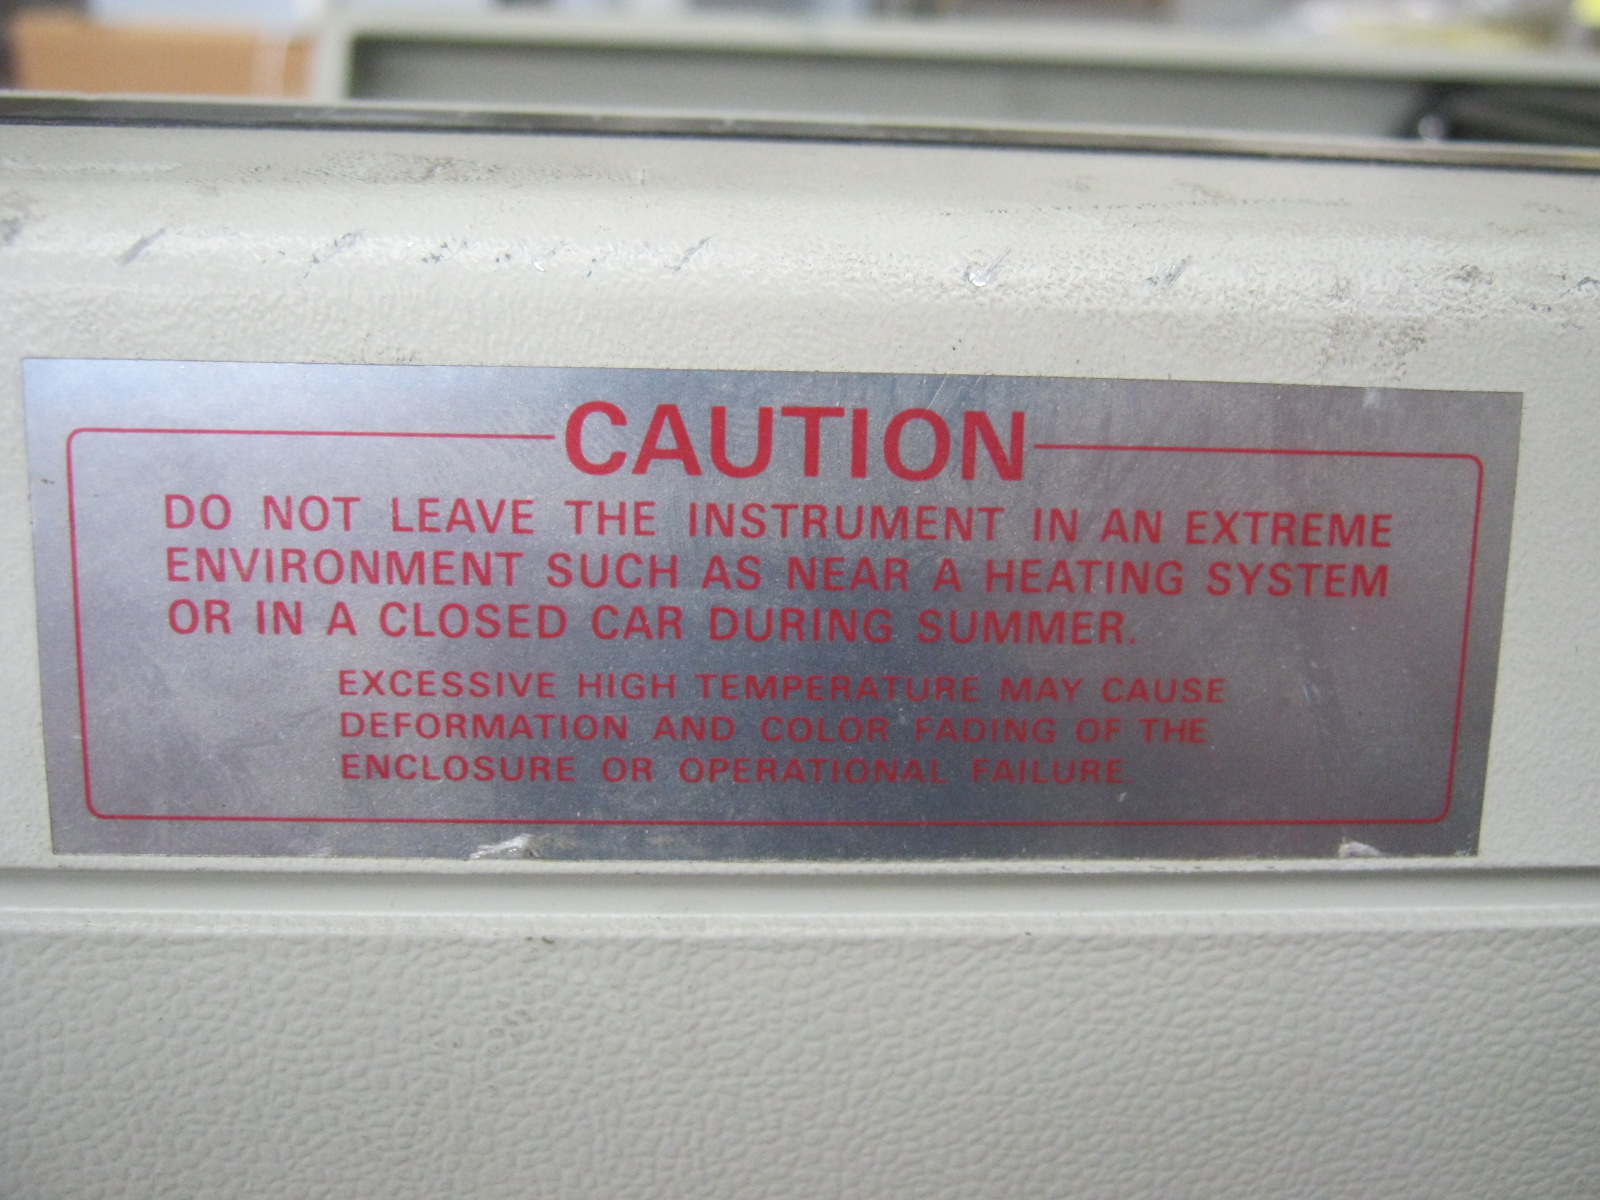 CAUTION
DO NOT LEAVE THE INSTRUMENT IN AN EXTREME
ENVIRONMENT SUCH AS NEAR A HEATING SYSTEM
OR IN A CLOSED CAR DURING SUMMER.
EXCESSIVE HIGH TEMPERATURE MAY CAUSE
DEFORMATION AND COLOR FADING OF THE
ENCLOSURE OR OPERATIONAL FAILURE.